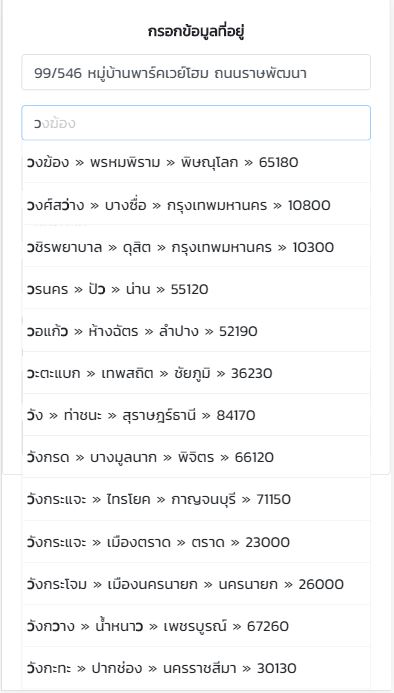 กรอกข้อมูลที่อยู่
99/546 หมู่บ้านพาร์คเวย์โฮม ถนนราษพัฒนา
วงฆ้อง
วงฆ้อง » พรหมพิราม » พิษณุโลก » 65180
วงศ์สว่าง » บางซื่อ » กรุงเทพมหานคร » 10800
วชิรพยาบาล » ดุสิต » กรุงเทพมหานคร » 10300
วรนคร » ปัว » น่าน » 55120
วอแก้ว » ห้างฉัตร » ลำปาง » 52190
วะตะแบก » เทพสถิต » ชัยภูมิ » 36230
วัง » ท่าชนะ » สุราษฎร์ธานี » 84170
วังกรด » บางมูลนาก » พิจิตร » 66120
วังกระแจะ » ไทรโยค » กาญจนบุรี » 71150
วังกระแจะ » เมืองตราด » ตราด » 23000
วังกระโจม » เมืองนครนายก » นครนายก » 26000
วังกวาง » น้ำหนาว » เพชรบูรณ์ » 67260
วังกะทะ » ปากช่อง » นครราชสีมา » 30130